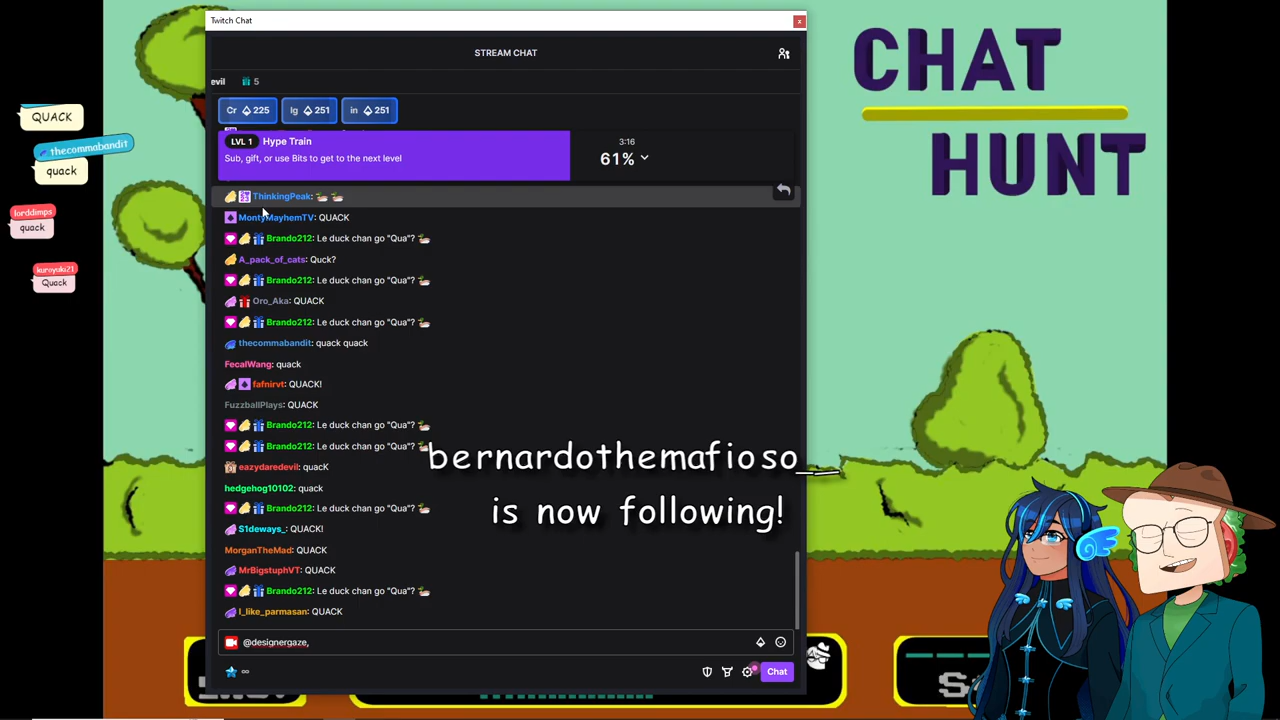 Twitch Chat
x
STREAM CHAT
evil 5
Cr 225
Ig 251
in 251
LVL 1 Hype Train
Sub, gift, or use Bits to get to the next level
3:16
61%
ThinkingPeak:
MontyMayhemTV: QUACK
Brando212: Le duck chan go "Qua"?
A_pack_of_cats: Quck?
Brando212: Le duck chan go "Qua"?
Oro_Aka: QUACK
Brando212: Le duck chan go "Qua"?
thecommabandit: quack quack
FecalWang: quack
fafnirvt: QUACK!
FuzzballPlays: QUACK
Brando212: Le duck chan go "Qua"?
Brando212: Le duck chan go "Qua"?
eazydaredevil: quacK
hedgehog10102: quack
Brando212: Le duck chan go "Qua"?
S1deways_: QUACK!
MorganTheMad: QUACK
MrBigstuphVT: QUACK
Brando212: Le duck chan go "Qua"?
I_like_parmasan: QUACK
@designergaze,
Chat
QUACK
thecommabandit
quack
lorddimps
quack
kuroyuki21
Quack
CHAT
HUNT
bernardothemafioso__
is now following!